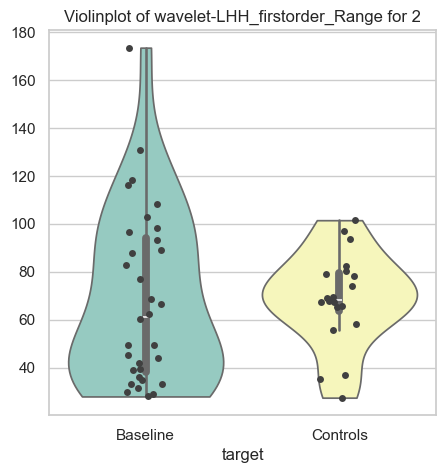 Violinplot of wavelet-LHH_firstorder_Range for 2
180
160
140
120
100
80
60
40
Baseline Controls
target